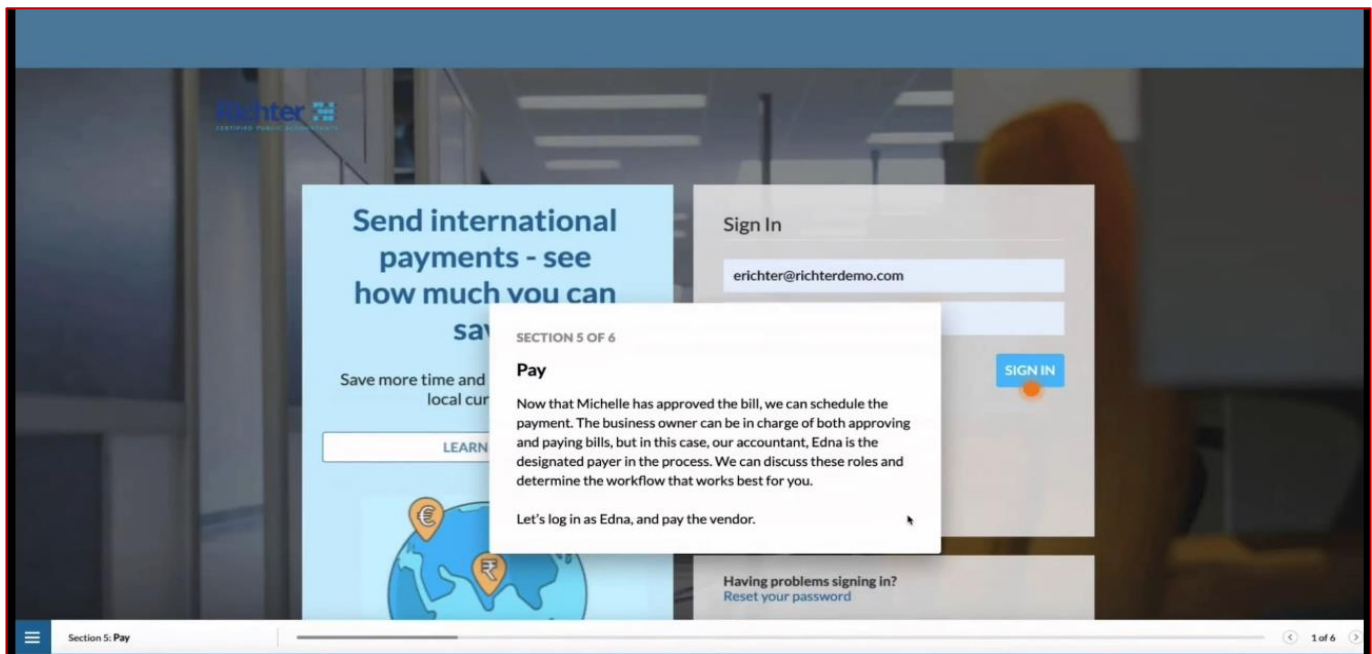 Richter
CERTIFIED PUBLIC ACCOUNTANTS
Send international
payments - see
how much you can
sav
Save more time and
local cur
LEARN
€
₹
Sign In
erichter@richterdemo.com
SIGN IN
SECTION 5 OF 6
Pay
Now that Michelle has approved the bill, we can schedule the
payment. The business owner can be in charge of both approving
and paying bills, but in this case, our accountant, Edna is the
designated payer in the process. We can discuss these roles and
determine the workflow that works best for you.
Let's log in as Edna, and pay the vendor.
Having problems signing in?
Reset your password
Section 5: Pay
1 of 6